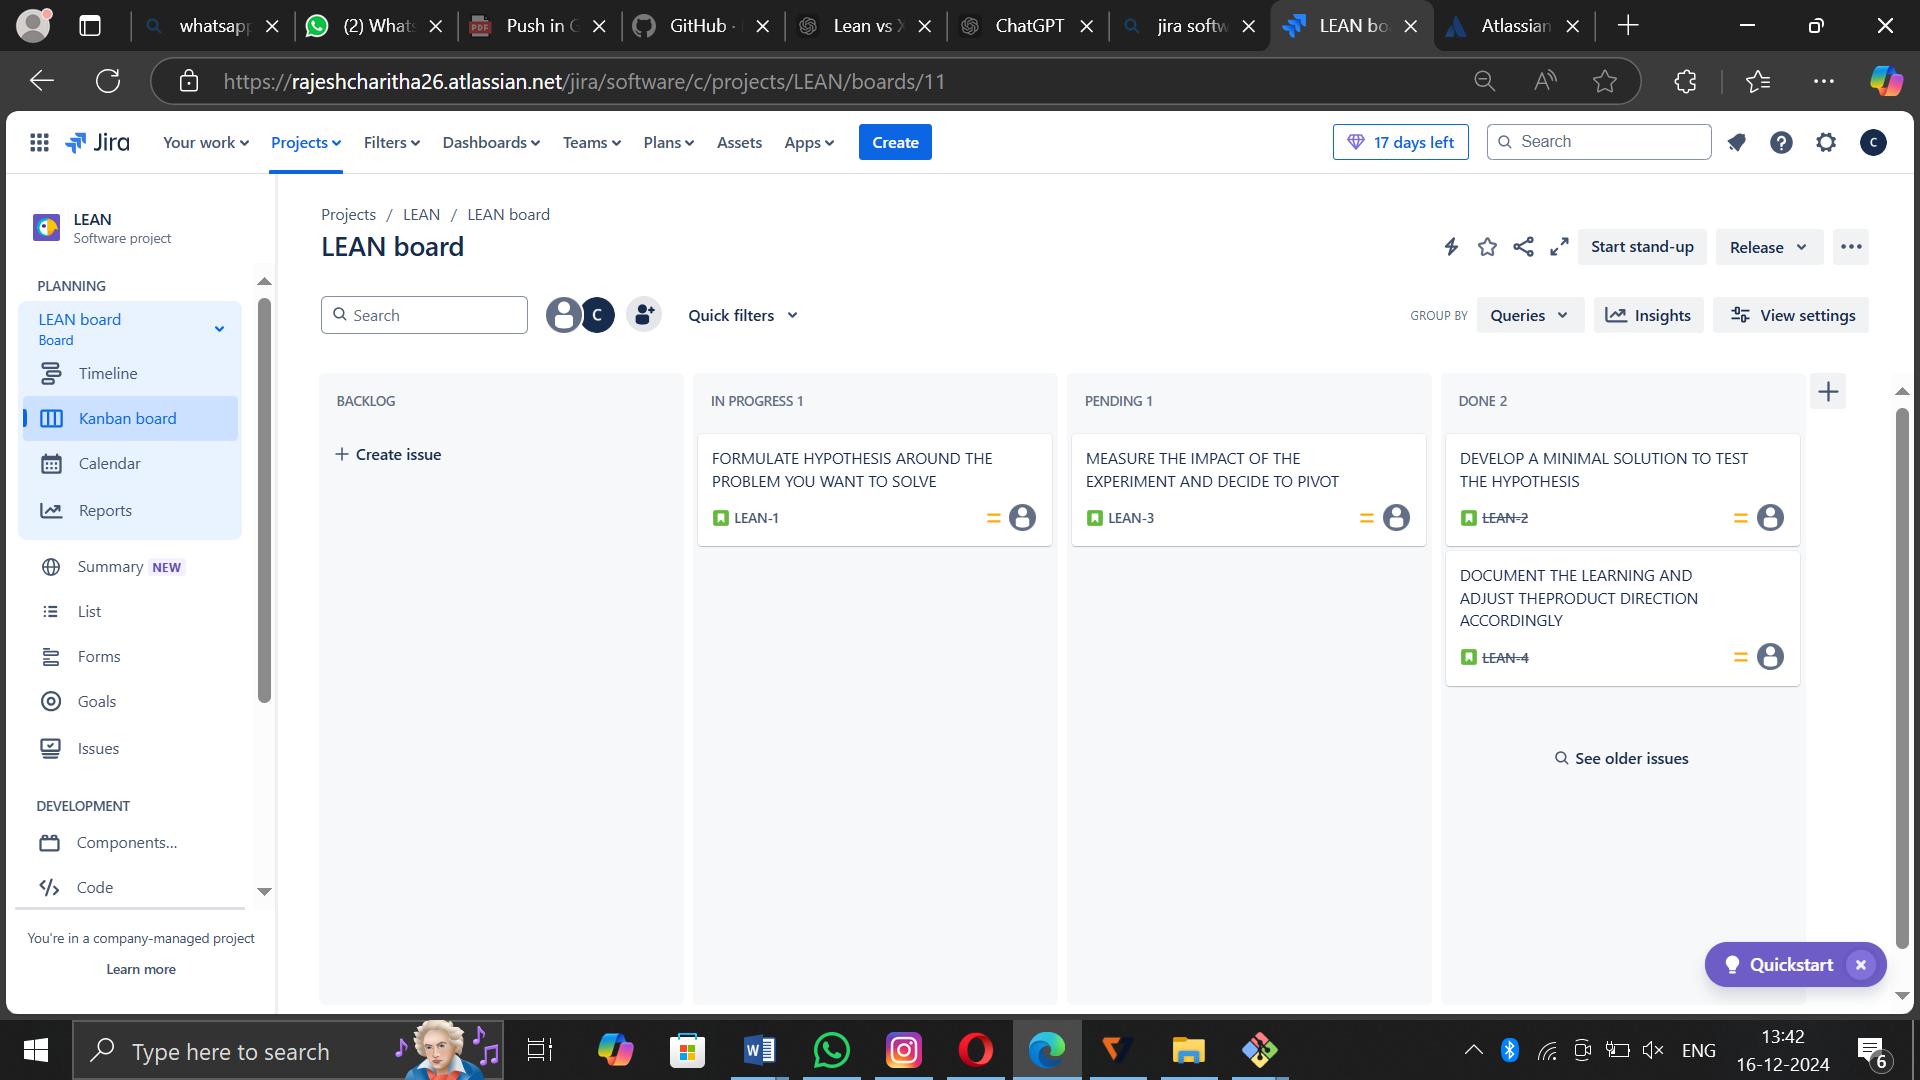 whatsapp
(2) Whats
Push in G
GitHub ·
Lean vs X
ChatGPT
jira softw
LEAN bo
Atlassian
https://rajeshcharitha26.atlassian.net/jira/software/c/projects/LEAN/boards/11
Jira
Your work
Projects
Filters
Dashboards
Teams
Plans
Assets
Apps
Create
17 days left
Search
C
LEAN
Software project
PLANNING
LEAN board
Board
Timeline
Kanban board
Calendar
Reports
Summary NEW
List
Forms
Goals
Issues
DEVELOPMENT
Components...
Code
You're in a company-managed project
Learn more
Projects / LEAN / LEAN board
LEAN board
Start stand-up
Release
Search
C
Quick filters
GROUP BY
Queries
Insights
View settings
BACKLOG
+ Create issue
IN PROGRESS 1
FORMULATE HYPOTHESIS AROUND THE
PROBLEM YOU WANT TO SOLVE
LEAN-1
PENDING 1
MEASURE THE IMPACT OF THE
EXPERIMENT AND DECIDE TO PIVOT
LEAN-3
DONE 2
DEVELOP A MINIMAL SOLUTION TO TEST
THE HYPOTHESIS
LEAN-2
DOCUMENT THE LEARNING AND
ADJUST THEPRODUCT DIRECTION
ACCORDINGLY
LEAN-4
See older issues
Quickstart
Type here to search
ENG
13:42
16-12-2024
6